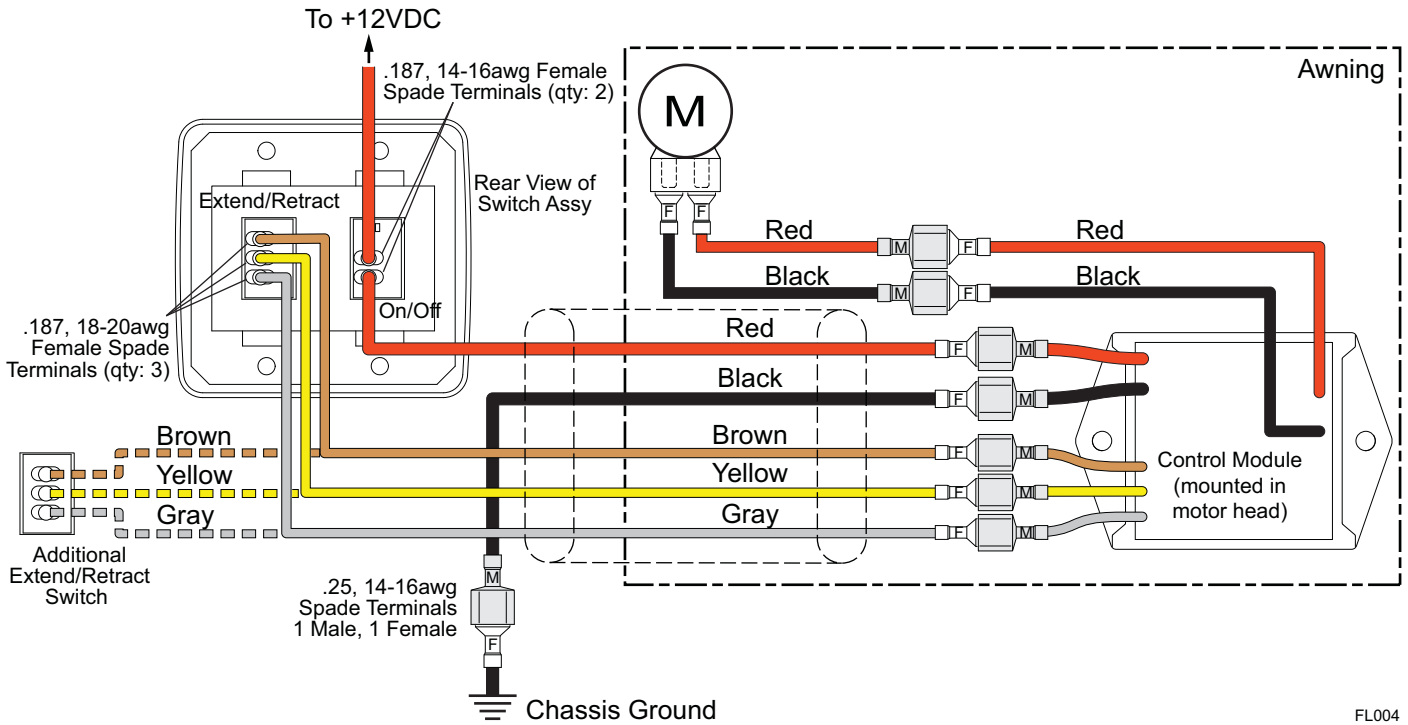 To +12VDC
.187, 14-16awg Female
Spade Terminals (qty: 2)
Awning
M
Rear View of
Switch Assy
Extend/Retract
F
F
Red
M
F
Red
Black
M
F
Black
On/Off
.187, 18-20awg
Female Spade
Terminals (qty: 3)
Red
F
M
Black
F
M
Brown
Brown
F
M
Yellow
Yellow
F
M
Gray
Gray
F
M
Control Module
(mounted in
motor head)
Additional
Extend/Retract
Switch
.25, 14-16awg
Spade Terminals
1 Male, 1 Female
M
F
Chassis Ground
FL004